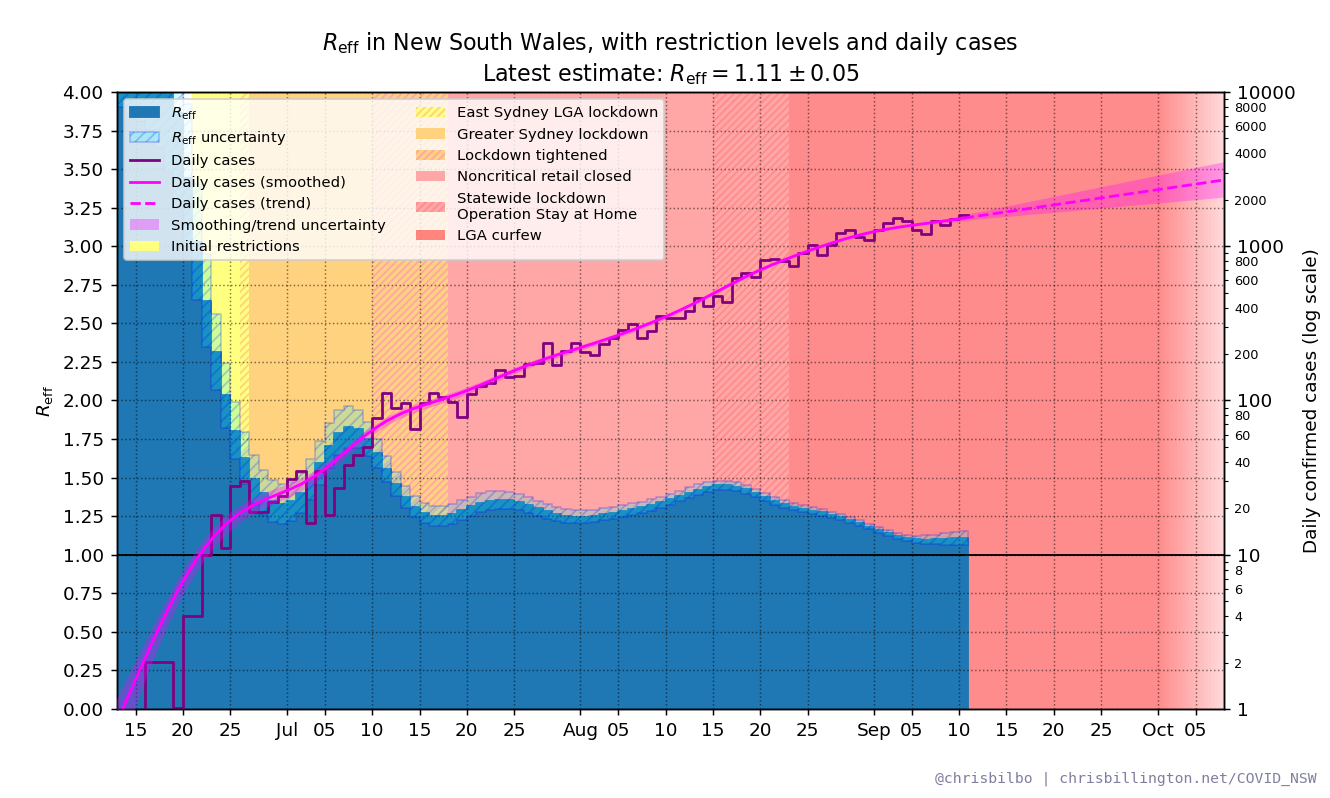 Reff in New South Wales, with restriction levels and daily cases
Latest estimate: Reff = 1.11 ± 0.05
Reff
Reff uncertainty
Daily cases
Daily cases (smoothed)
Daily cases (trend)
Smoothing/trend uncertainty
Initial restrictions
East Sydney LGA lockdown
Greater Sydney lockdown
Lockdown tightened
Noncritical retail closed
Statewide lockdown
Operation Stay at Home
LGA curfew
Reff
4.00
3.75
3.50
3.25
3.00
2.75
2.50
2.25
2.00
1.75
1.50
1.25
1.00
0.75
0.50
0.25
0.00
15 20 25 Jul 05 10 15 20 25 Aug 05 10 15 20 25 Sep 05 10 15 20 25 Oct 05
10000
8000
6000
4000
2000
1000
800
600
400
200
100
80
60
40
20
10
8
6
4
2
1
Daily confirmed cases (log scale)
@chrisbilbo | chrisbillington.net/COVID_NSW